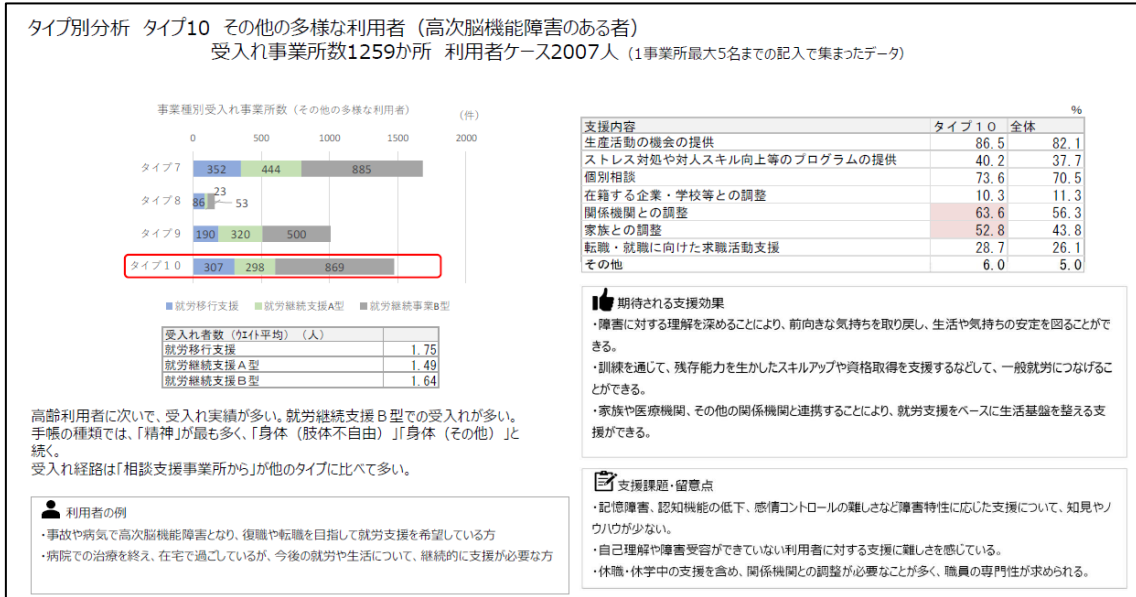 タイプ別分析 タイプ10 その他の多様な利用者（高次脳機能障害のある者）
受入れ事業所数1259か所 利用者ケース2007人（1事業所最大5名までの記入で集まったデータ）
事業種別受入れ事業所数（その他の多様な利用者）
（件）
0 500 1000 1500 2000
タイプ7 352 444 885
タイプ8 86 23 53
タイプ9 190 320 500
タイプ10 307 298 869
■就労移行支援 ■就労継続支援A型 ■就労継続事業B型
受入れ者数（ウエイト平均）（人）
就労移行支援 1.75
就労継続支援A型 1.49
就労継続支援B型 1.64
高齢利用者に次いで、受入れ実績が多い。就労継続支援B型での受入れが多い。
手帳の種類では、「精神」が最も多く、「身体（肢体不自由）」「身体（その他）」と
続く。
受入れ経路は「相談支援事業所から」が他のタイプに比べて多い。
利用者の例
・事故や病気で高次脳機能障害となり、復職や転職を目指して就労支援を希望している方
・病院での治療を終え、在宅で過ごしているが、今後の就労や生活について、継続的に支援が必要な方
%
支援内容 タイプ10 全体
生産活動の機会の提供 86.5 82.1
ストレス対処や対人スキル向上等のプログラムの提供 40.2 37.7
個別相談 73.6 70.5
在籍する企業・学校等との調整 10.3 11.3
関係機関との調整 63.6 56.3
家族との調整 52.8 43.8
転職・就職に向けた求職活動支援 28.7 26.1
その他 6.0 5.0
期待される支援効果
・障害に対する理解を深めることにより、前向きな気持ちを取り戻し、生活や気持ちの安定を図ることがで
きる。
・訓練を通じて、残存能力を生かしたスキルアップや資格取得を支援するなどして、一般就労につなげるこ
とができる。
・家族や医療機関、その他の関係機関と連携することにより、就労支援をベースに生活基盤を整える支
援ができる。
支援課題・留意点
・記憶障害、認知機能の低下、感情コントロールの難しさなど障害特性に応じた支援について、知見やノ
ウハウが少ない。
・自己理解や障害受容ができていない利用者に対する支援に難しさを感じている。
・休職・休学中の支援を含め、関係機関との調整が必要なことが多く、職員の専門性が求められる。